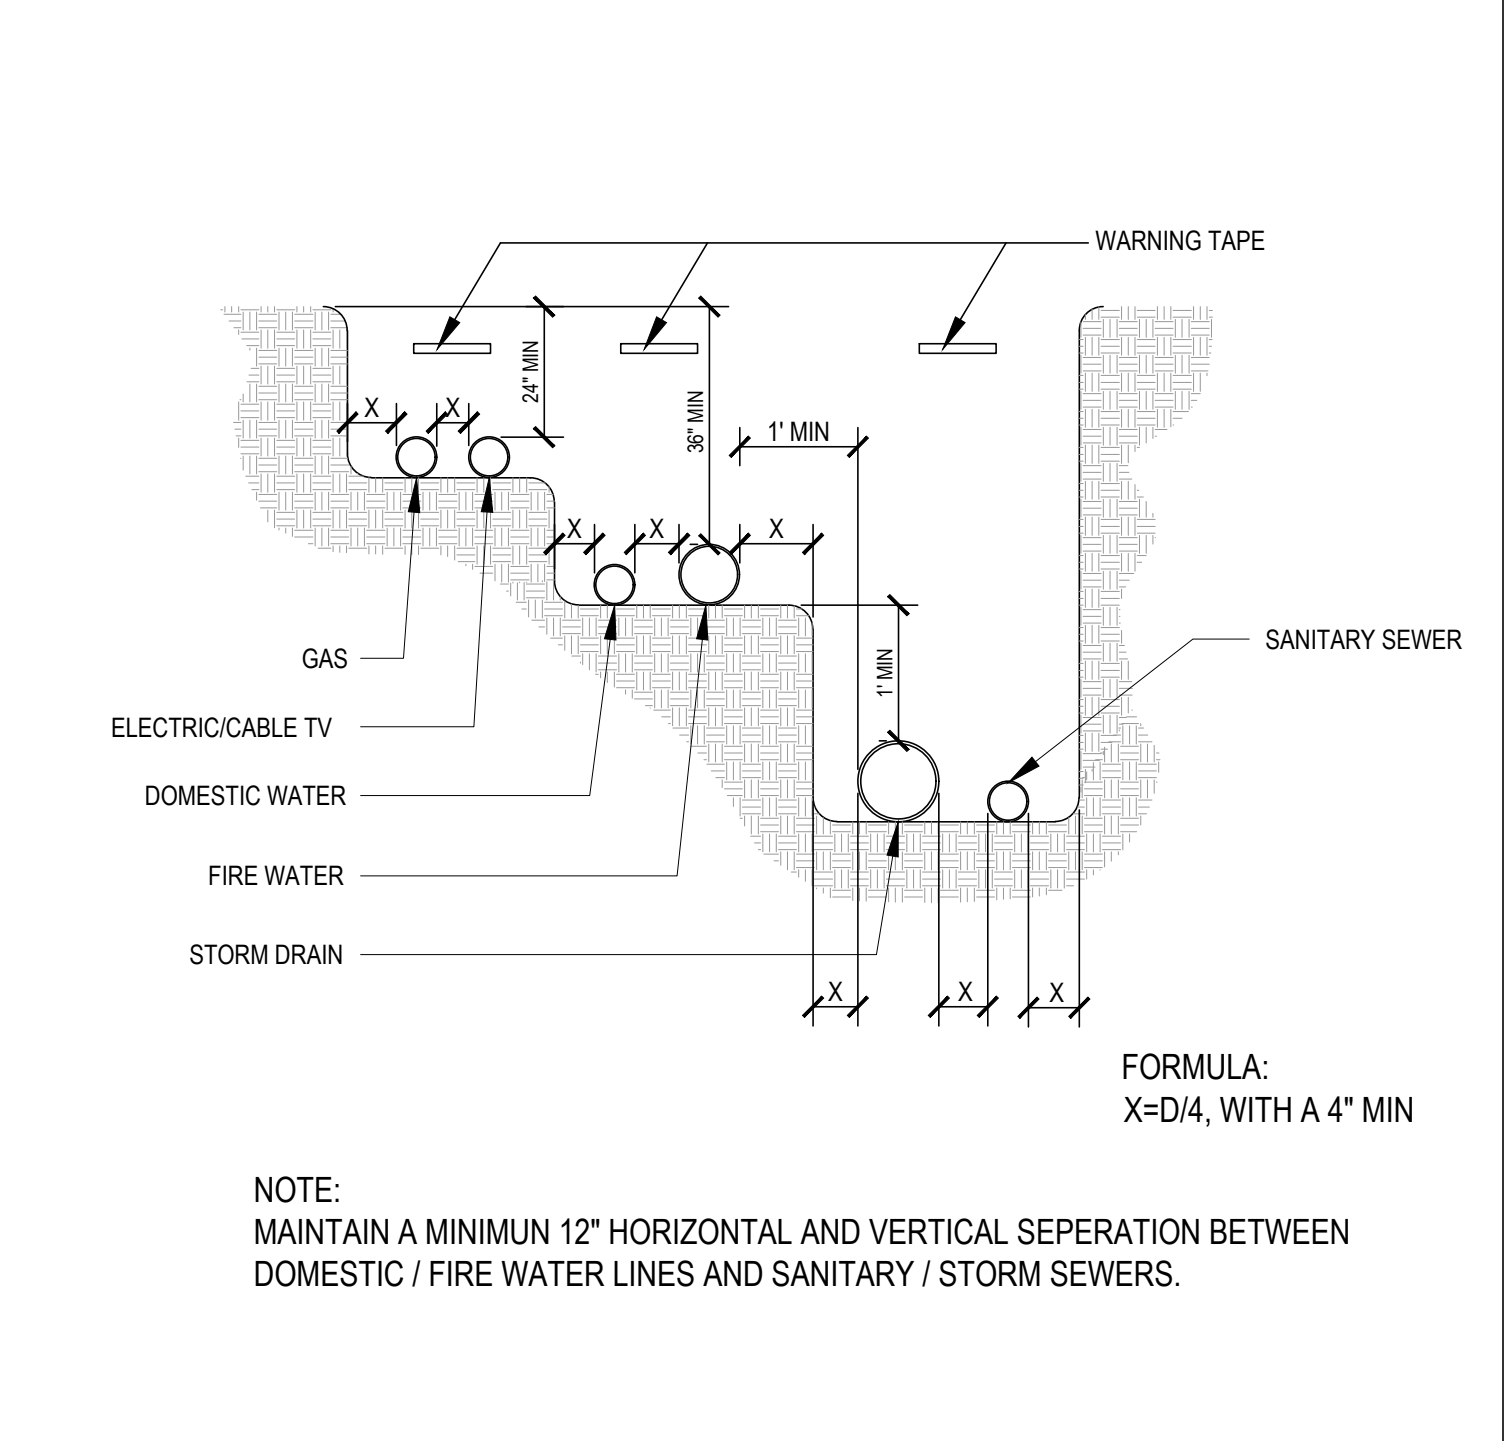 WARNING TAPE
24" MIN
36" MIN
X
X
1' MIN
X
X
X
GAS
1' MIN
SANITARY SEWER
ELECTRIC/CABLE TV
DOMESTIC WATER
FIRE WATER
STORM DRAIN
X
X
X
FORMULA:
X=D/4, WITH A 4" MIN
NOTE:
MAINTAIN A MINIMUN 12" HORIZONTAL AND VERTICAL SEPERATION BETWEEN
DOMESTIC / FIRE WATER LINES AND SANITARY / STORM SEWERS.